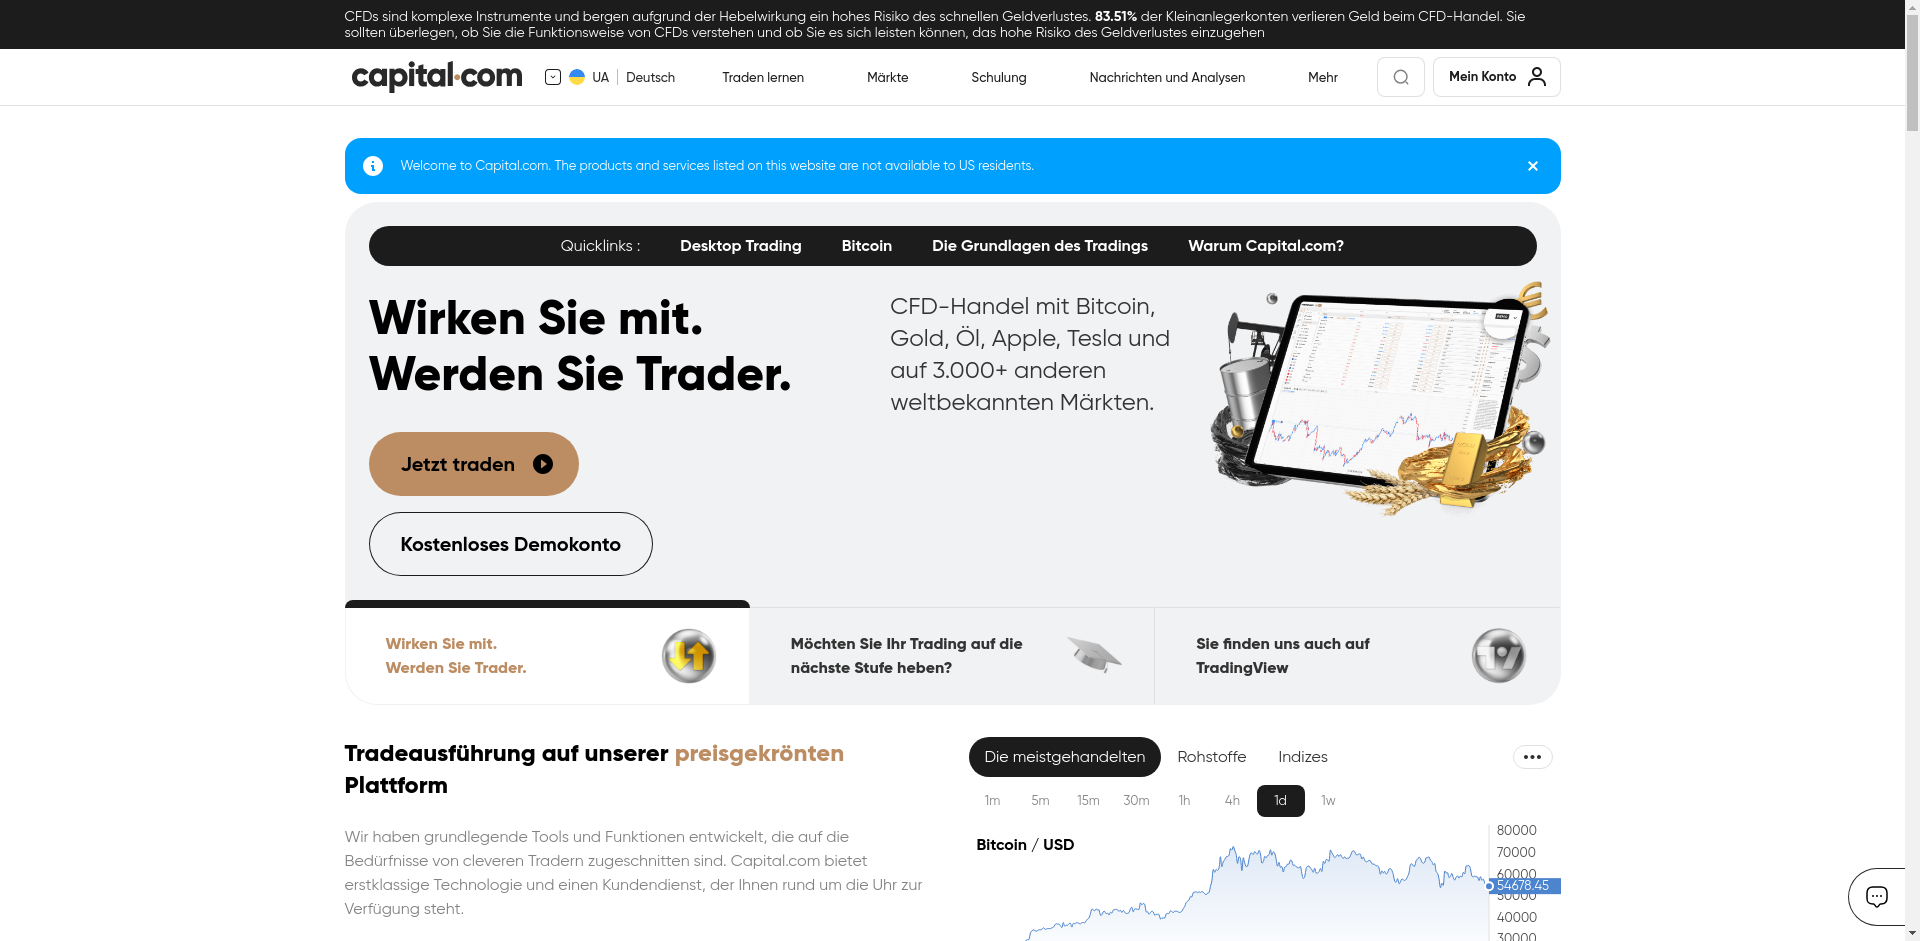 CFDs sind komplexe Instrumente und bergen aufgrund der Hebelwirkung ein hohes Risiko des schnellen Geldverlustes. 83.51% der Kleinanlegerkonten verlieren Geld beim CFD-Handel. Sie
sollten überlegen, ob Sie die Funktionsweise von CFDs verstehen und ob Sie es sich leisten können, das hohe Risiko des Geldverlustes einzugehen
capital.com
UA
Deutsch
Traden lernen
Märkte
Schulung
Nachrichten und Analysen
Mehr
Mein Konto
Welcome to Capital.com. The products and services listed on this website are not available to US residents.
Quicklinks :
Desktop Trading
Bitcoin
Die Grundlagen des Tradings
Warum Capital.com?
Wirken Sie mit.
Werden Sie Trader.
CFD-Handel mit Bitcoin,
Gold, Öl, Apple, Tesla und
auf 3.000+ anderen
weltbekannten Märkten.
Jetzt traden
Kostenloses Demokonto
Wirken Sie mit.
Werden Sie Trader.
Möchten Sie Ihr Trading auf die
nächste Stufe heben?
Sie finden uns auch auf
TradingView
Tradeausführung auf unserer preisgekrönten
Plattform
Wir haben grundlegende Tools und Funktionen entwickelt, die auf die
Bedürfnisse von cleveren Tradern zugeschnitten sind. Capital.com bietet
erstklassige Technologie und einen Kundendienst, der Ihnen rund um die Uhr zur
Verfügung steht.
Die meistgehandelten
Rohstoffe
Indizes
1m
5m
15m
30m
1h
4h
1d
1w
Bitcoin / USD
80000
70000
60000
54678.45
50000
40000
30000